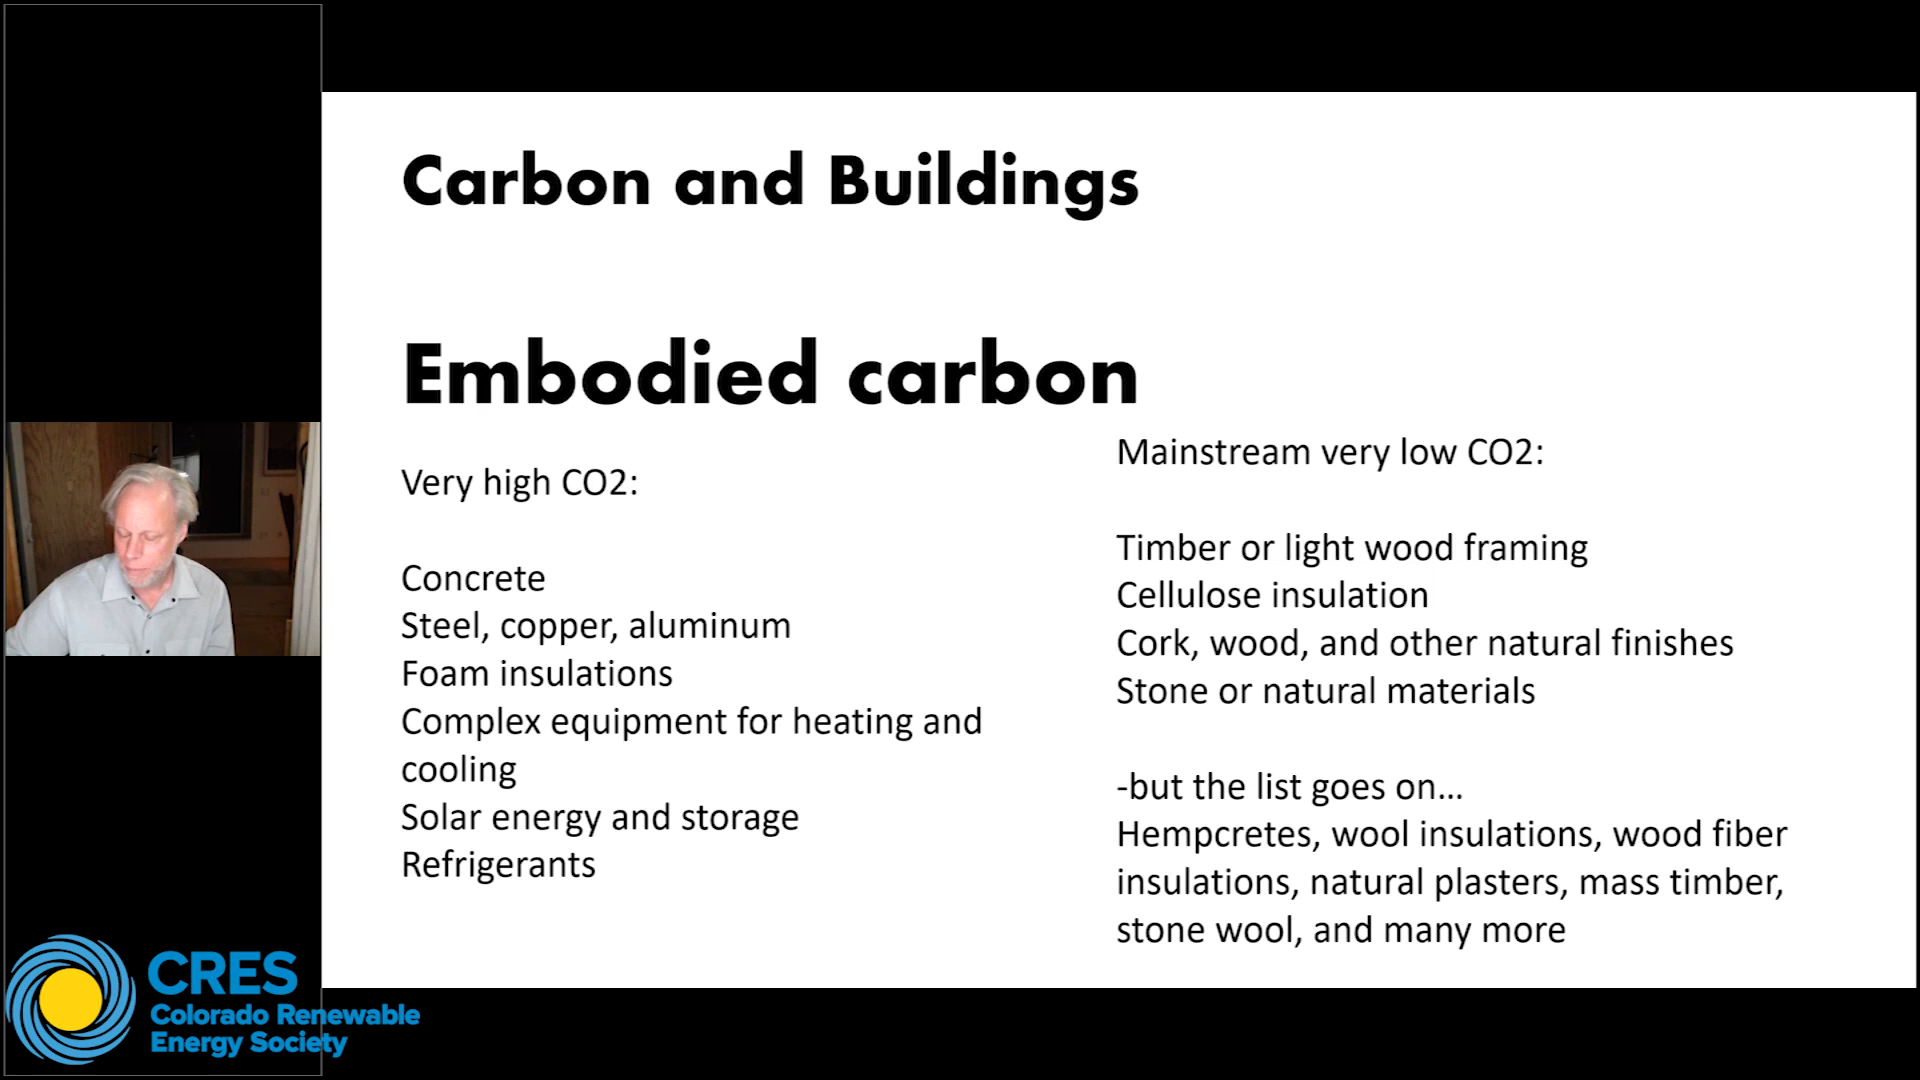 Carbon and Buildings
Embodied carbon
Very high CO2:
Concrete
Steel, copper, aluminum
Foam insulations
Complex equipment for heating and
cooling
Solar energy and storage
Refrigerants
Mainstream very low CO2:
Timber or light wood framing
Cellulose insulation
Cork, wood, and other natural finishes
Stone or natural materials
-but the list goes on…
Hempcretes, wool insulations, wood fiber
insulations, natural plasters, mass timber,
stone wool, and many more
CRES
Colorado Renewable
Energy Society